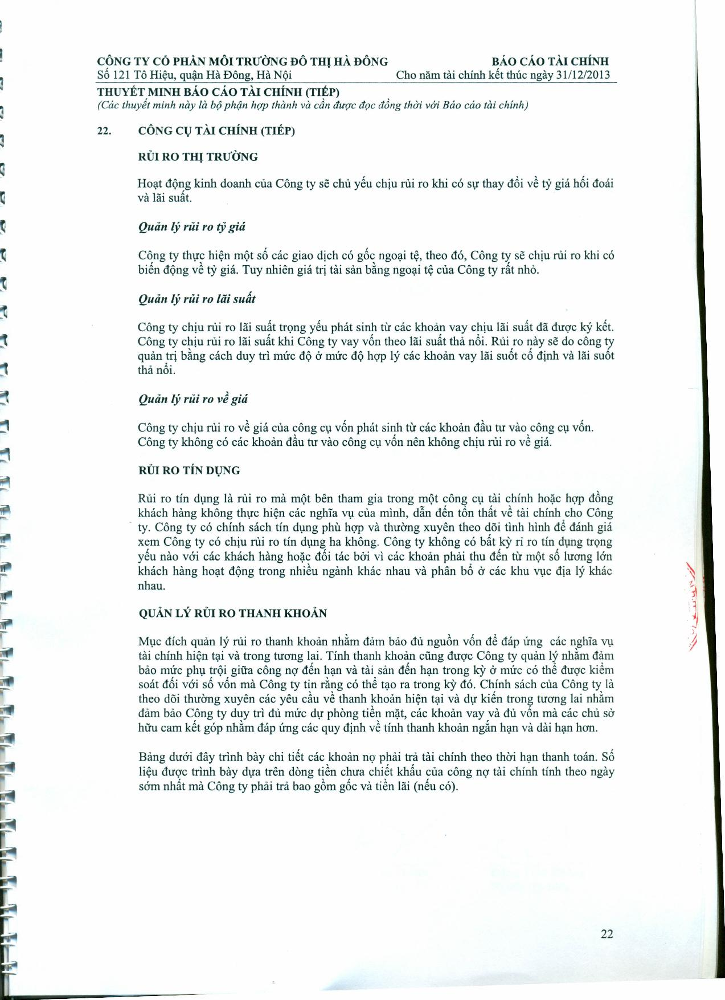 CÔNG TY CỔ PHẦN MÔI TRƯỜNG ĐÔ THỊ HÀ ĐÔNG BÁO CÁO TÀI CHÍNH
Số 121 Tô Hiệu, quận Hà Đông, Hà Nội Cho năm tài chính kết thúc ngày 31/12/2013
THUYẾT MINH BÁO CÁO TÀI CHÍNH (TIẾP)
(Các thuyết minh này là bộ phận hợp thành và cần được đọc đồng thời với Báo cáo tài chính)
22. CÔNG CỤ TÀI CHÍNH (TIẾP)
RỦI RO THỊ TRƯỜNG
Hoạt động kinh doanh của Công ty sẽ chủ yếu chịu rủi ro khi có sự thay đổi về tỷ giá hối đoái
và lãi suất.
Quản lý rủi ro tỷ giá
Công ty thực hiện một số các giao dịch có gốc ngoại tệ, theo đó, Công ty sẽ chịu rủi ro khi có
biến động về tỷ giá. Tuy nhiên giá trị tài sản bằng ngoại tệ của Công ty rất nhỏ.
Quản lý rủi ro lãi suất
Công ty chịu rủi ro lãi suất trọng yếu phát sinh từ các khoản vay chịu lãi suất đã được ký kết.
Công ty chịu rủi ro lãi suất khi Công ty vay vốn theo lãi suất thả nổi. Rủi ro này sẽ do công ty
quản trị bằng cách duy trì mức độ ở mức độ hợp lý các khoản vay lãi suốt cố định và lãi suốt
thả nổi.
Quản lý rủi ro về giá
Công ty chịu rủi ro về giá của công cụ vốn phát sinh từ các khoản đầu tư vào công cụ vốn.
Công ty không có các khoản đầu tư vào công cụ vốn nên không chịu rủi ro về giá.
RỦI RO TÍN DỤNG
Rủi ro tín dụng là rủi ro mà một bên tham gia trong một công cụ tài chính hoặc hợp đồng
khách hàng không thực hiện các nghĩa vụ của mình, dẫn đến tổn thất về tài chính cho Công
ty. Công ty có chính sách tín dụng phù hợp và thường xuyên theo dõi tình hình để đánh giá
xem Công ty có chịu rủi ro tín dụng ha không. Công ty không có bất kỳ ri ro tín dụng trọng
yếu nào với các khách hàng hoặc đối tác bởi vì các khoản phải thu đến từ một số lương lớn
khách hàng hoạt động trong nhiều ngành khác nhau và phân bổ ở các khu vục địa lý khác
nhau.
QUẢN LÝ RỦI RO THANH KHOẢN
Mục đích quản lý rủi ro thanh khoản nhằm đảm bảo đủ nguồn vốn để đáp ứng các nghĩa vụ
tài chính hiện tại và trong tương lai. Tính thanh khoản cũng được Công ty quản lý nhằm đảm
bảo mức phụ trội giữa công nợ đến hạn và tài sản đến hạn trong kỳ ở mức có thể được kiểm
soát đối với số vốn mà Công ty tin rằng có thể tạo ra trong kỳ đó. Chính sách của Công ty là
theo dõi thường xuyên các yêu cầu về thanh khoản hiện tại và dự kiến trong tương lai nhằm
đảm bảo Công ty duy trì đủ mức dự phòng tiền mặt, các khoản vay và đủ vốn mà các chủ sở
hữu cam kết góp nhằm đáp ứng các quy định về tính thanh khoản ngắn hạn và dài hạn hơn.
Bảng dưới đây trình bày chi tiết các khoản nợ phải trả tài chính theo thời hạn thanh toán. Số
liệu được trình bày dựa trên dòng tiền chưa chiết khấu của công nợ tài chính tính theo ngày
sớm nhất mà Công ty phải trả bao gồm gốc và tiền lãi (nếu có).
22